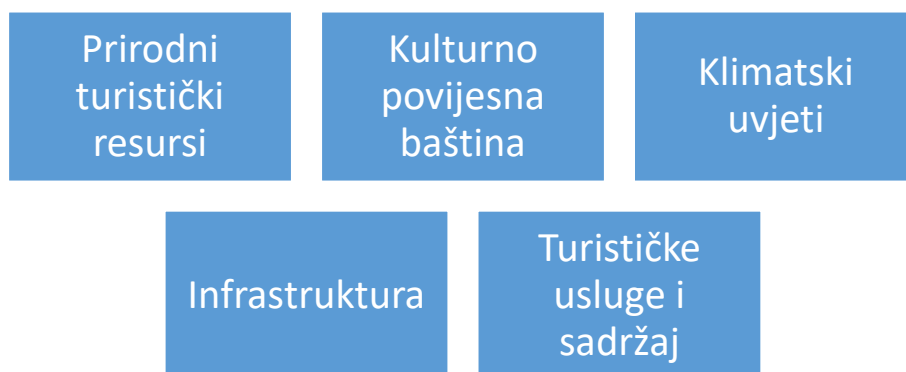 Prirodni
turistički
resursi
Kulturno
povijesna
baština
Klimatski
uvjeti
Infrastruktura
Turističke
usluge i
sadržaj